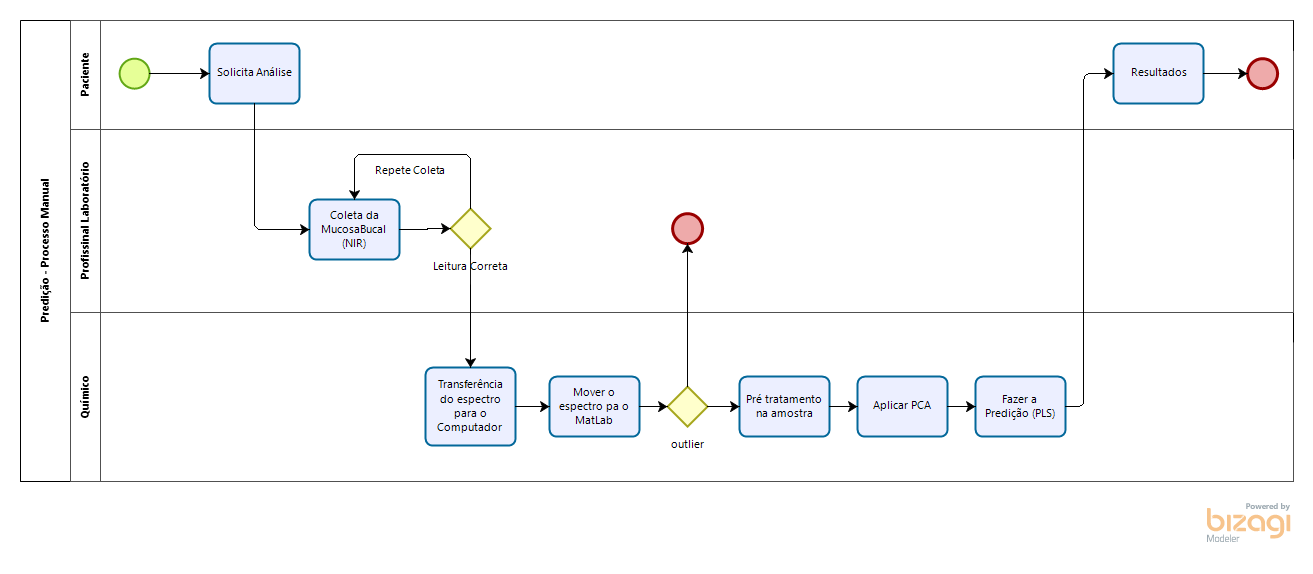 Predição - Processo Manual
Paciente
Solicita Análise
Resultados
Profissinal Laboratório
Repete Coleta
Coleta da
MucosaBucal
(NIR)
Leitura Correta
Químico
Transferência
do espectro
para o
Computador
Mover o
espectro pa o
MatLab
outlier
Pré tratamento
na amostra
Aplicar PCA
Fazer a
Predição (PLS)
Powered by
bizagi
Modeler